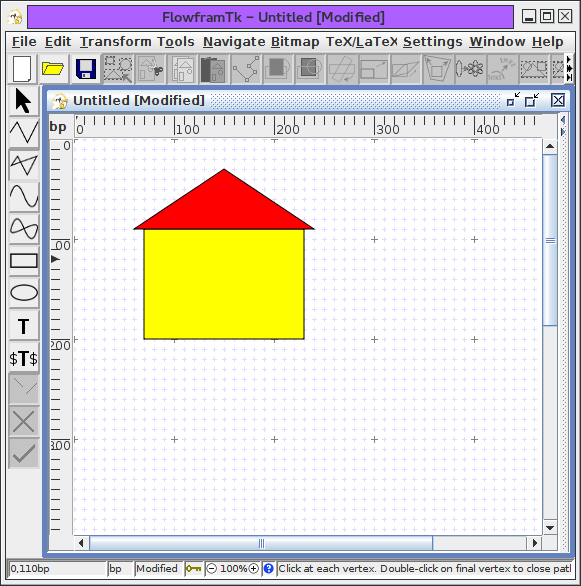 FlowframTk - Untitled [Modified]
File Edit Transform Tools Navigate Bitmap TeX/LaTeX Settings Window Help
Untitled [Modified]
bp 0 100 200 300 400
0
100
200
300
T
$T$
0,110bp bp Modified 100% ? Click at each vertex. Double-click on final vertex to close path